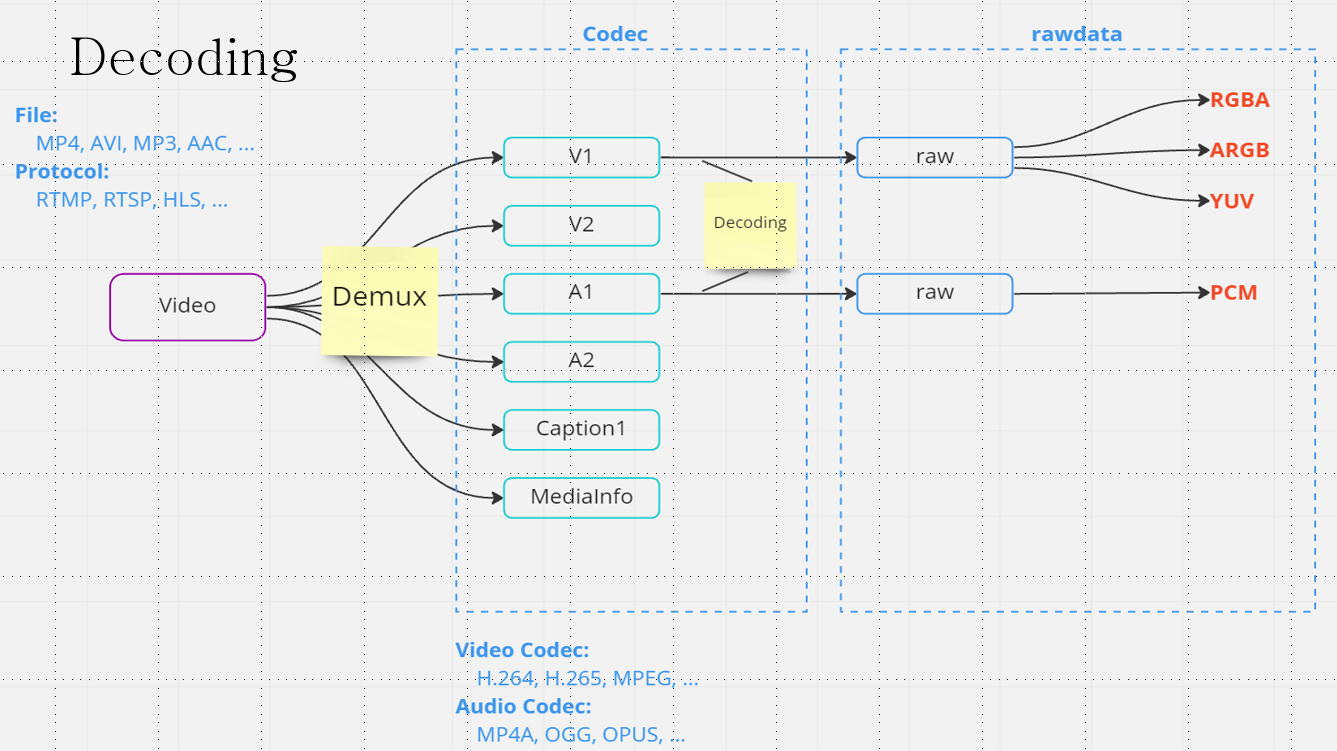 Decoding
File:
MP4, AVI, MP3, AAC, ...
Protocol:
RTMP, RTSP, HLS, ...
Video
Demux
Codec
V1
V2
A1
A2
Caption1
MediaInfo
Decoding
rawdata
raw
raw
RGBA
ARGB
YUV
PCM
Video Codec:
H.264, H.265, MPEG, ...
Audio Codec:
MP4A, OGG, OPUS, ...